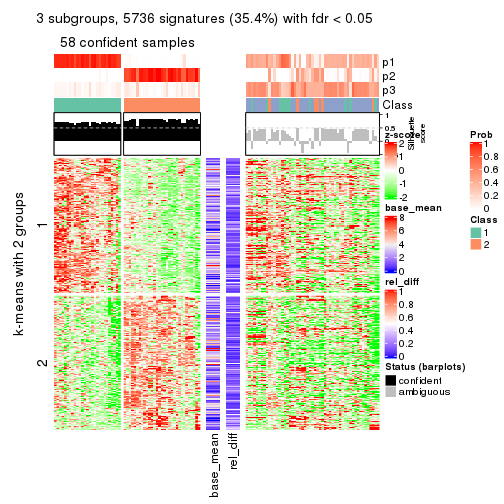 3 subgroups, 5736 signatures (35.4%) with fdr < 0.05
58 confident samples
p1
p2
p3
Class
1
0.5
0
Silhouette
score
k-means with 2 groups
1
2
base_mean
rel_diff
z-score
2
1
0
-1
-2
base_mean
8
6
4
2
0
rel_diff
1
0.8
0.6
0.4
0.2
0
Status (barplots)
confident
ambiguous
Prob
1
0.8
0.6
0.4
0.2
0
Class
1
2